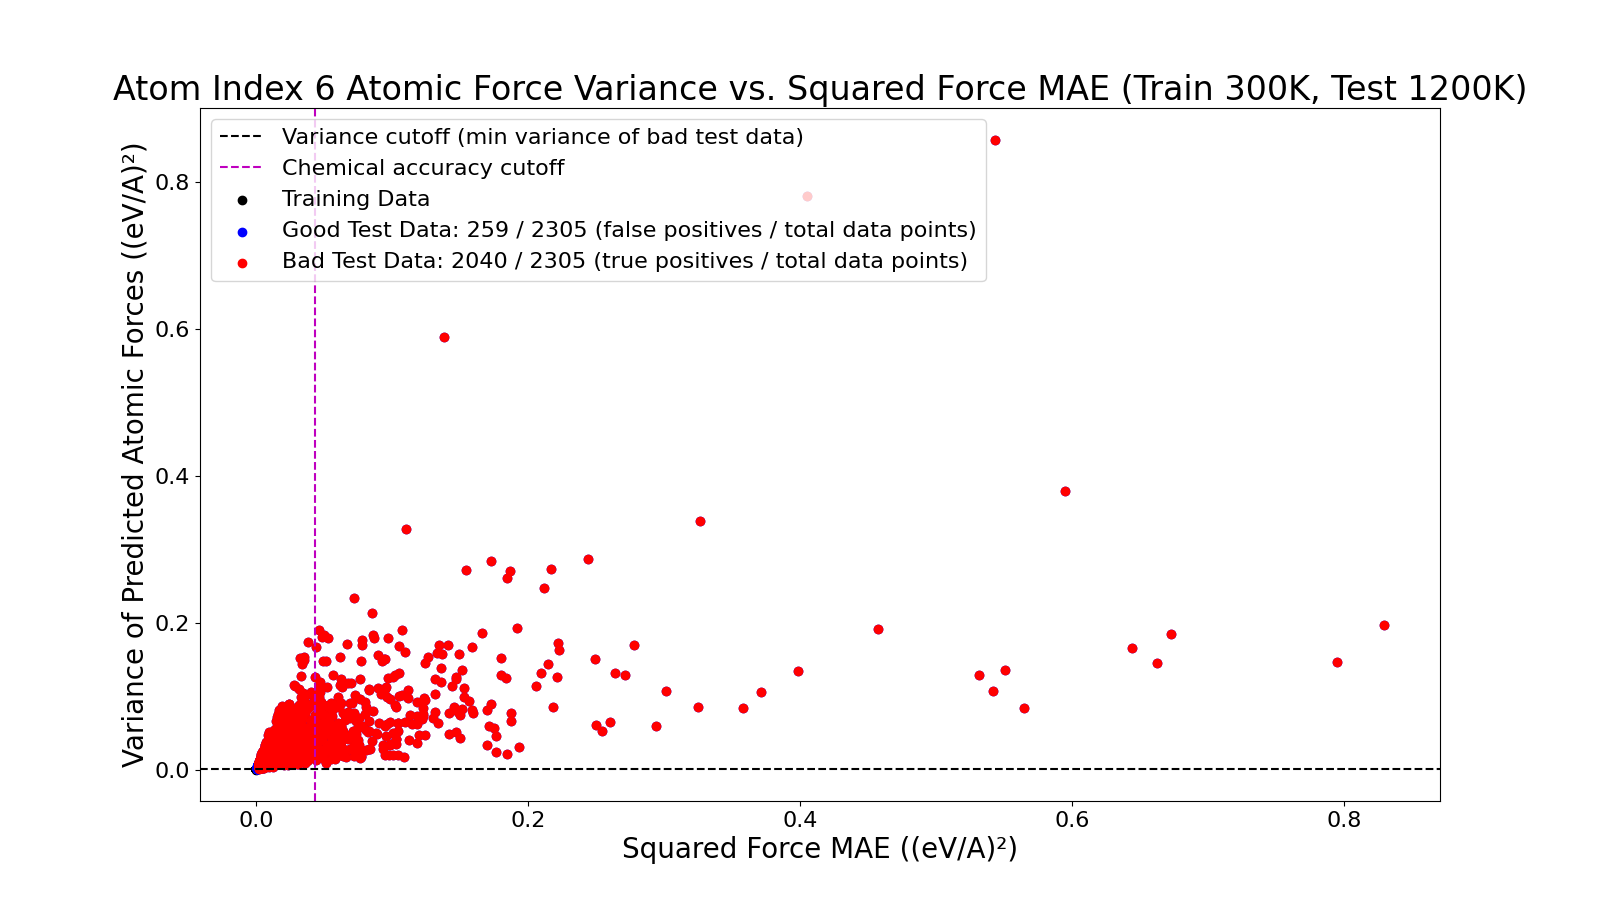 Atom Index 6 Atomic Force Variance vs. Squared Force MAE (Train 300K, Test 1200K)
Variance cutoff (min variance of bad test data)
Chemical accuracy cutoff
Training Data
Good Test Data: 259 / 2305 (false positives / total data points)
Bad Test Data: 2040 / 2305 (true positives / total data points)
Variance of Predicted Atomic Forces ((eV/A)²)
0.8
0.6
0.4
0.2
0.0
0.0 0.2 0.4 0.6 0.8
Squared Force MAE ((eV/A)²)